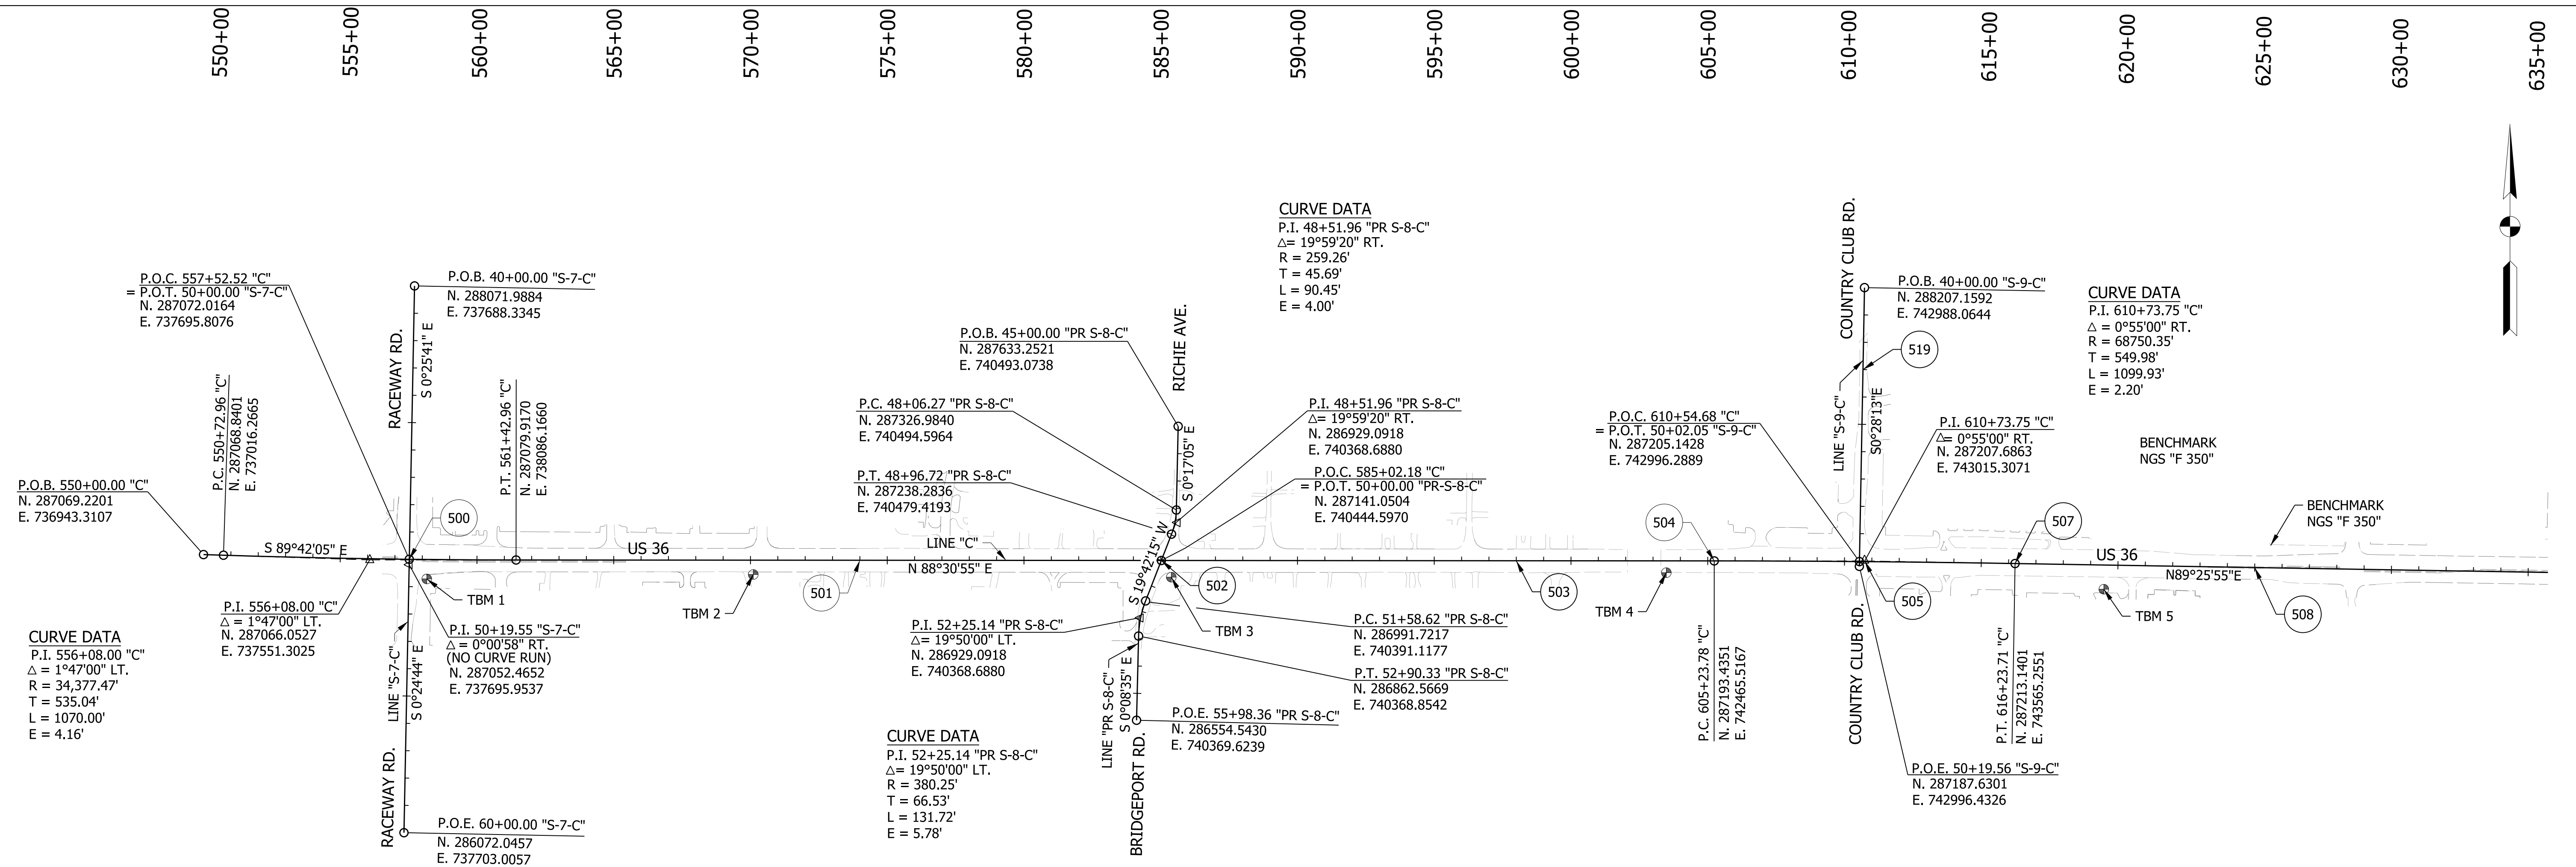 550+00
555+00
560+00
565+00
570+00
575+00
580+00
585+00
590+00
595+00
600+00
605+00
610+00
615+00
620+00
625+00
630+00
635+00
P.O.C. 557+52.52 "C"
= P.O.T. 50+00.00 "S-7-C"
N. 287072.0164
E. 737695.8076
P.O.B. 40+00.00 "S-7-C"
N. 288071.9884
E. 737688.3345
RACEWAY RD.
S 0°25'41" E
P.C. 550+72.96 "C"
N. 287068.8401
E. 737016.2665
P.T. 561+42.96 "C"
N. 287079.9170
E. 738086.1660
P.O.B. 550+00.00 "C"
N. 287069.2201
E. 736943.3107
S 89°42'05" E
500
US 36
TBM 1
P.I. 556+08.00 "C"
△ = 1°47'00" LT.
N. 287066.0527
E. 737551.3025
CURVE DATA
P.I. 556+08.00 "C"
△ = 1°47'00" LT.
R = 34,377.47'
T = 535.04'
L = 1070.00'
E = 4.16'
P.I. 50+19.55 "S-7-C"
△ = 0°00'58" RT.
(NO CURVE RUN)
N. 287052.4652
E. 737695.9537
LINE "S-7-C"
S 0°24'44" E
RACEWAY RD.
P.O.E. 60+00.00 "S-7-C"
N. 286072.0457
E. 737703.0057
TBM 2
501
LINE "C"
N 88°30'55" E
CURVE DATA
P.I. 48+51.96 "PR S-8-C"
△= 19°59'20" RT.
R = 259.26'
T = 45.69'
L = 90.45'
E = 4.00'
P.O.B. 45+00.00 "PR S-8-C"
N. 287633.2521
E. 740493.0738
RICHIE AVE.
P.C. 48+06.27 "PR S-8-C"
N. 287326.9840
E. 740494.5964
P.I. 48+51.96 "PR S-8-C"
△= 19°59'20" RT.
N. 286929.0918
E. 740368.6880
P.T. 48+96.72 "PR S-8-C"
N. 287238.2836
E. 740479.4193
S 0°17'05" E
P.O.C. 585+02.18 "C"
= P.O.T. 50+00.00 "PR-S-8-C"
N. 287141.0504
E. 740444.5970
S 19°42'15" W
502
TBM 3
P.I. 52+25.14 "PR S-8-C"
△= 19°50'00" LT.
N. 286929.0918
E. 740368.6880
P.C. 51+58.62 "PR S-8-C"
N. 286991.7217
E. 740391.1177
P.T. 52+90.33 "PR S-8-C"
N. 286862.5669
E. 740368.8542
LINE "PR S-8-C"
S 0°08'35" E
P.O.E. 55+98.36 "PR S-8-C"
N. 286554.5430
E. 740369.6239
BRIDGEPORT RD.
CURVE DATA
P.I. 52+25.14 "PR S-8-C"
△= 19°50'00" LT.
R = 380.25'
T = 66.53'
L = 131.72'
E = 5.78'
503
504
TBM 4
P.C. 605+23.78 "C"
N. 287193.4351
E. 742465.5167
P.O.C. 610+54.68 "C"
= P.O.T. 50+02.05 "S-9-C"
N. 287205.1428
E. 742996.2889
COUNTRY CLUB RD.
P.O.B. 40+00.00 "S-9-C"
N. 288207.1592
E. 742988.0644
519
LINE "S-9-C"
S0°28'13"E
P.I. 610+73.75 "C"
△= 0°55'00" RT.
N. 287207.6863
E. 743015.3071
CURVE DATA
P.I. 610+73.75 "C"
△ = 0°55'00" RT.
R = 68750.35'
T = 549.98'
L = 1099.93'
E = 2.20'
BENCHMARK
NGS "F 350"
BENCHMARK
NGS "F 350"
505
507
US 36
N89°25'55"E
TBM 5
508
COUNTRY CLUB RD.
P.T. 616+23.71 "C"
N. 287213.1401
E. 743565.2551
P.O.E. 50+19.56 "S-9-C"
N. 287187.6301
E. 742996.4326